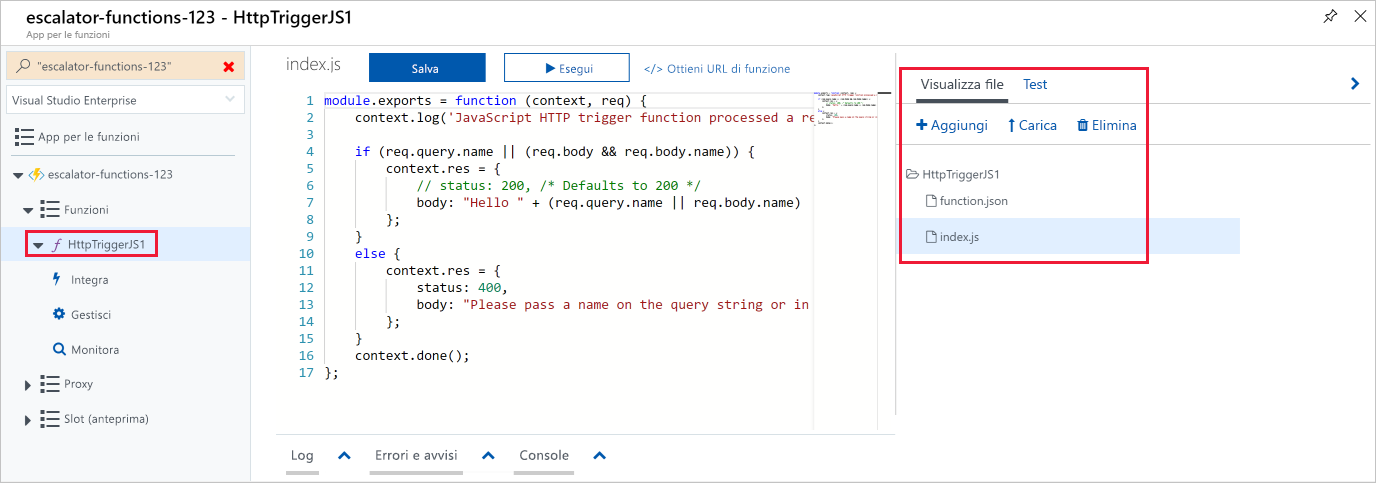 escalator-functions-123 - HttpTriggerJS1
App per le funzioni
"escalator-functions-123"
Visual Studio Enterprise
App per le funzioni
escalator-functions-123
Funzioni
HttpTriggerJS1
Integra
Gestisci
Monitora
Proxy
Slot (anteprima)
index.js
Salva
Esegui
</> Ottieni URL di funzione
1 module.exports = function (context, req) {
2 context.log('JavaScript HTTP trigger function processed a re
3
4 if (req.query.name || (req.body && req.body.name)) {
5 context.res = {
6 // status: 200, /* Defaults to 200 */
7 body: "Hello " + (req.query.name || req.body.name)
8 };
9 }
10 else {
11 context.res = {
12 status: 400,
13 body: "Please pass a name on the query string or in
14 };
15 }
16 context.done();
17 };
Log
Errori e avvisi
Console
Visualizza file
Test
Aggiungi
Carica
Elimina
HttpTriggerJS1
function.json
index.js